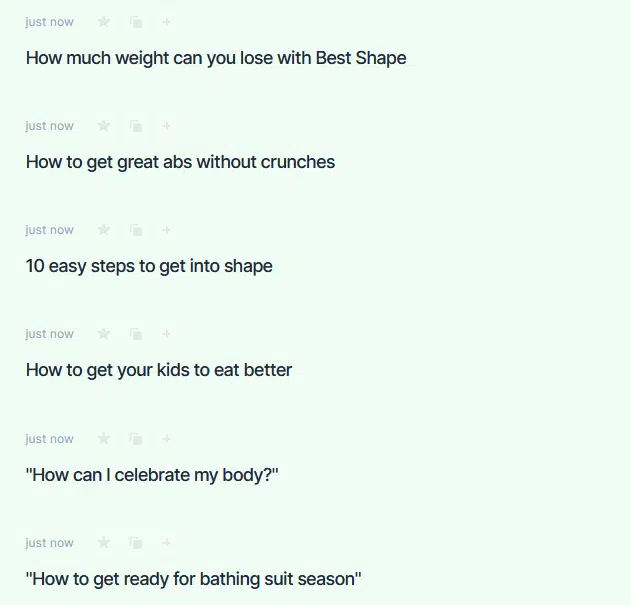 just now
How much weight can you lose with Best Shape
just now
How to get great abs without crunches
just now
10 easy steps to get into shape
just now
How to get your kids to eat better
just now
"How can I celebrate my body?"
just now
"How to get ready for bathing suit season"